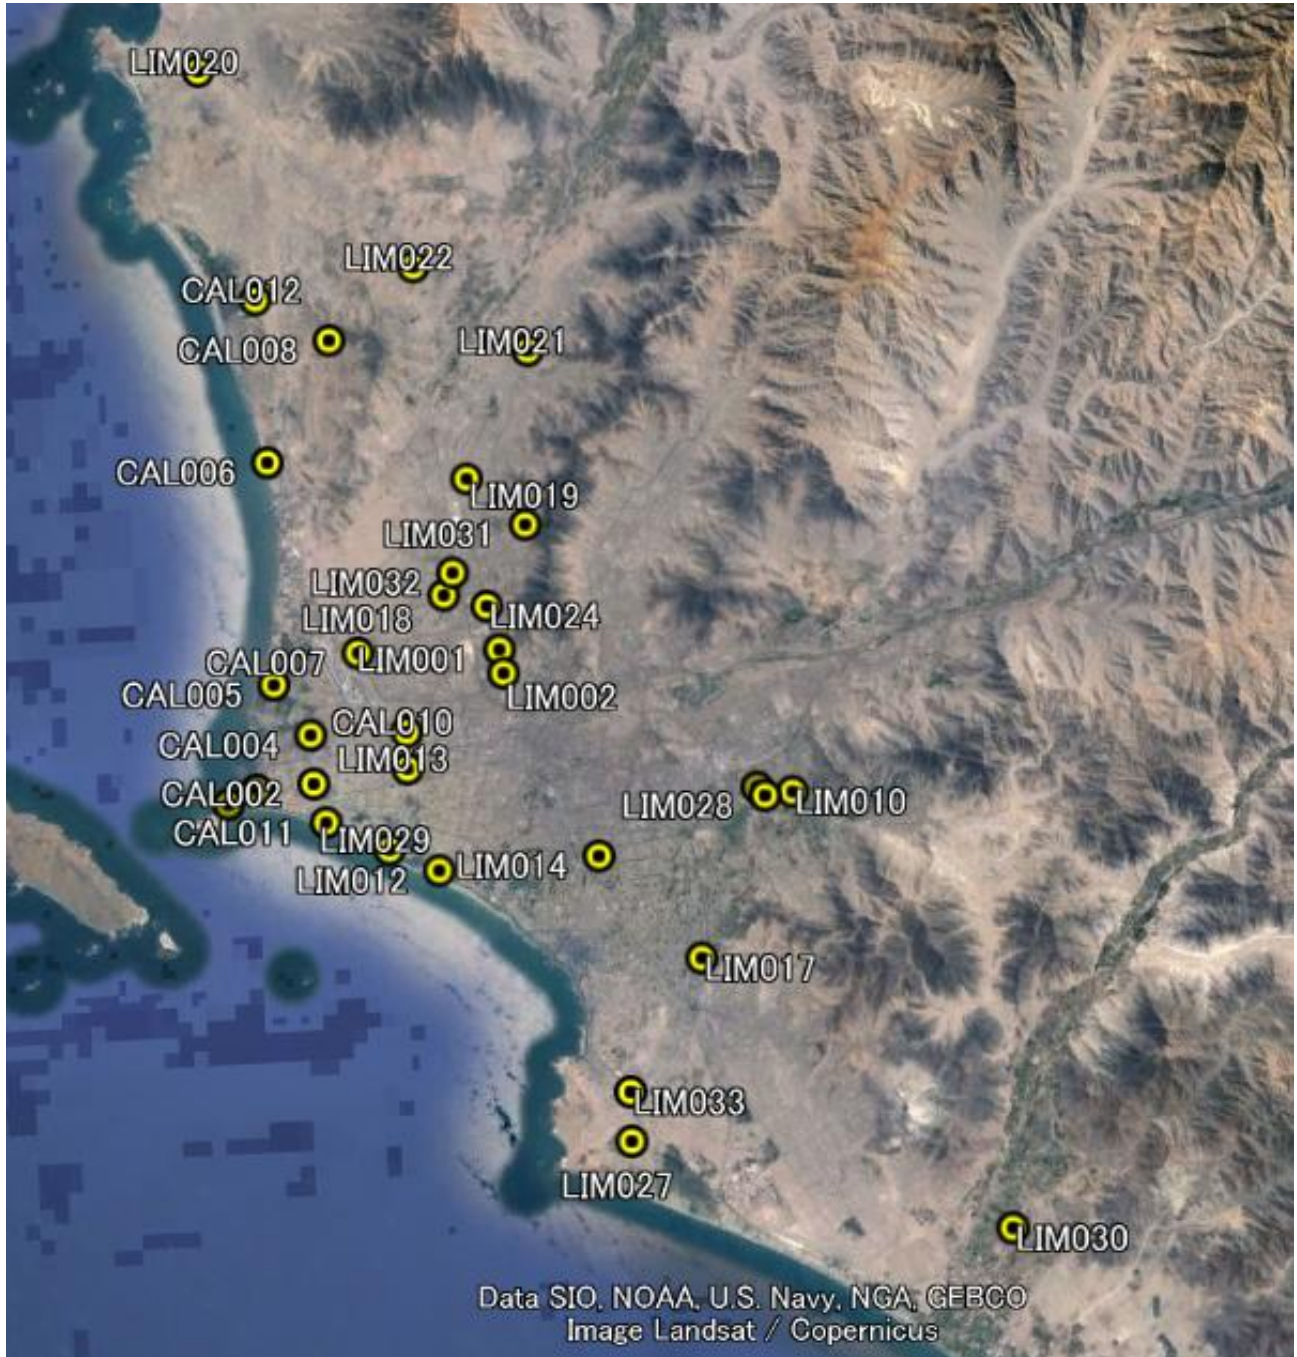 LIM020
LIM022
CAL012
LIM021
CAL008
CAL006
LIM019
LIM031
LIM032
LIM024
LIM018
CAL007
LIM001
CAL005
LIM002
CAL010
CAL004
LIM013
CAL002
LIM028
LIM010
CAL011
LIM029
LIM014
LIM012
LIM017
LIM033
LIM027
LIM030
Data SIO, NOAA, U.S. Navy, NGA, GEBCO
Image Landsat / Copernicus